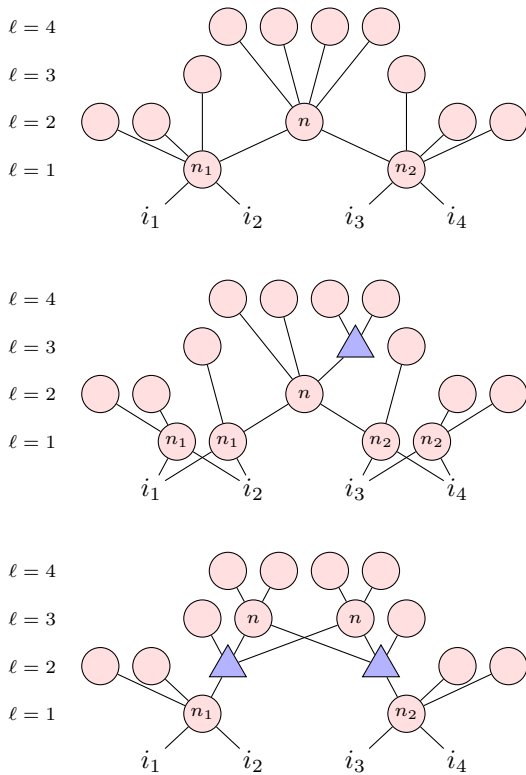 ℓ = 4
ℓ = 3
ℓ = 2 n
ℓ = 1 n₁ n₂
i₁ i₂ i₃ i₄
ℓ = 4
ℓ = 3
ℓ = 2 n
ℓ = 1 n₁ n₁ n₂ n₂
i₁ i₂ i₃ i₄
ℓ = 4
ℓ = 3 n n
ℓ = 2
ℓ = 1 n₁ n₂
i₁ i₂ i₃ i₄